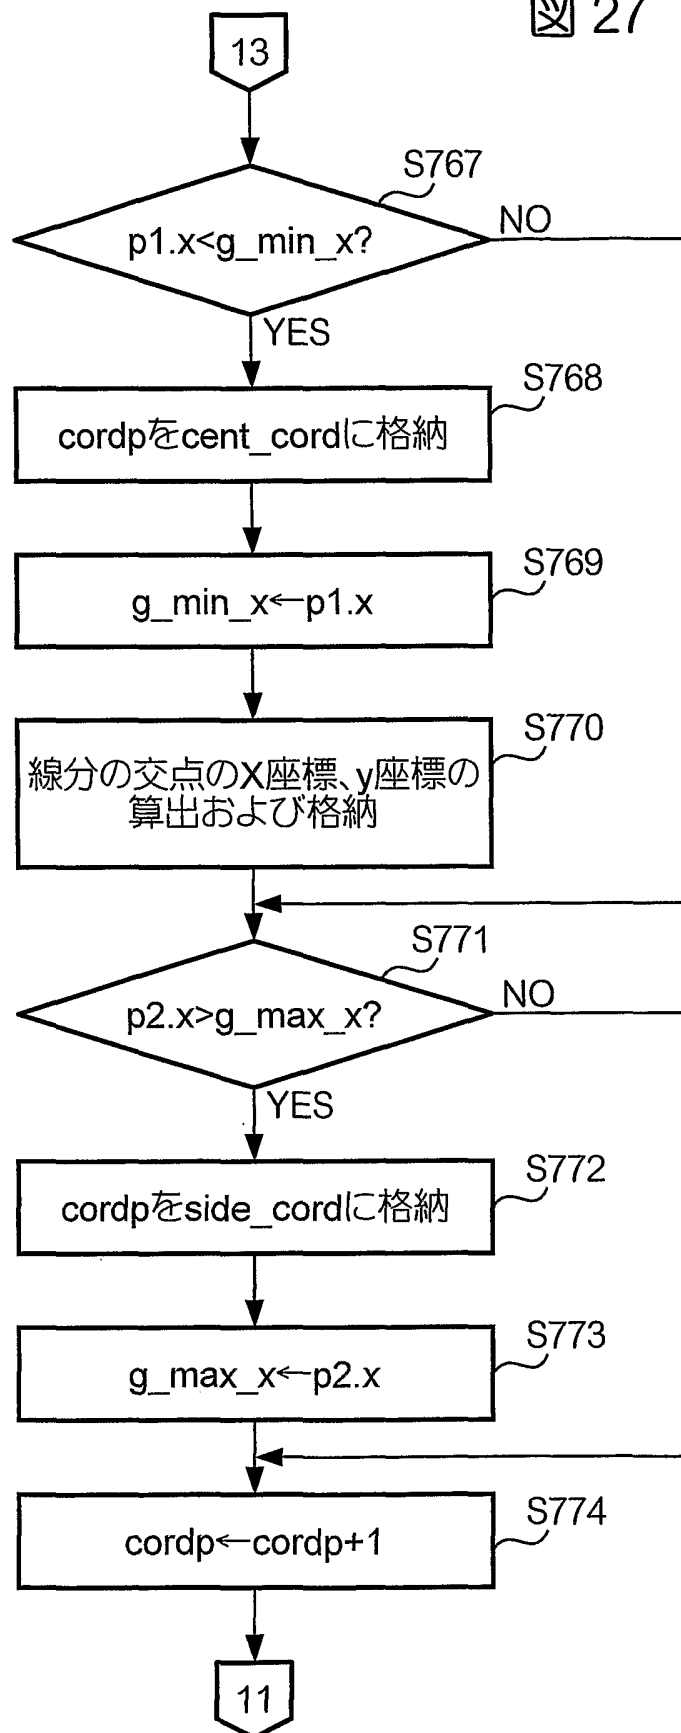 図 27
13
S767
p1.x<g_min_x?
NO
YES
S768
cordpをcent_cordに格納
S769
g_min_x←p1.x
S770
線分の交点のX座標、y座標の
算出および格納
S771
p2.x>g_max_x?
NO
YES
S772
cordpをside_cordに格納
S773
g_max_x←p2.x
S774
cordp←cordp+1
11